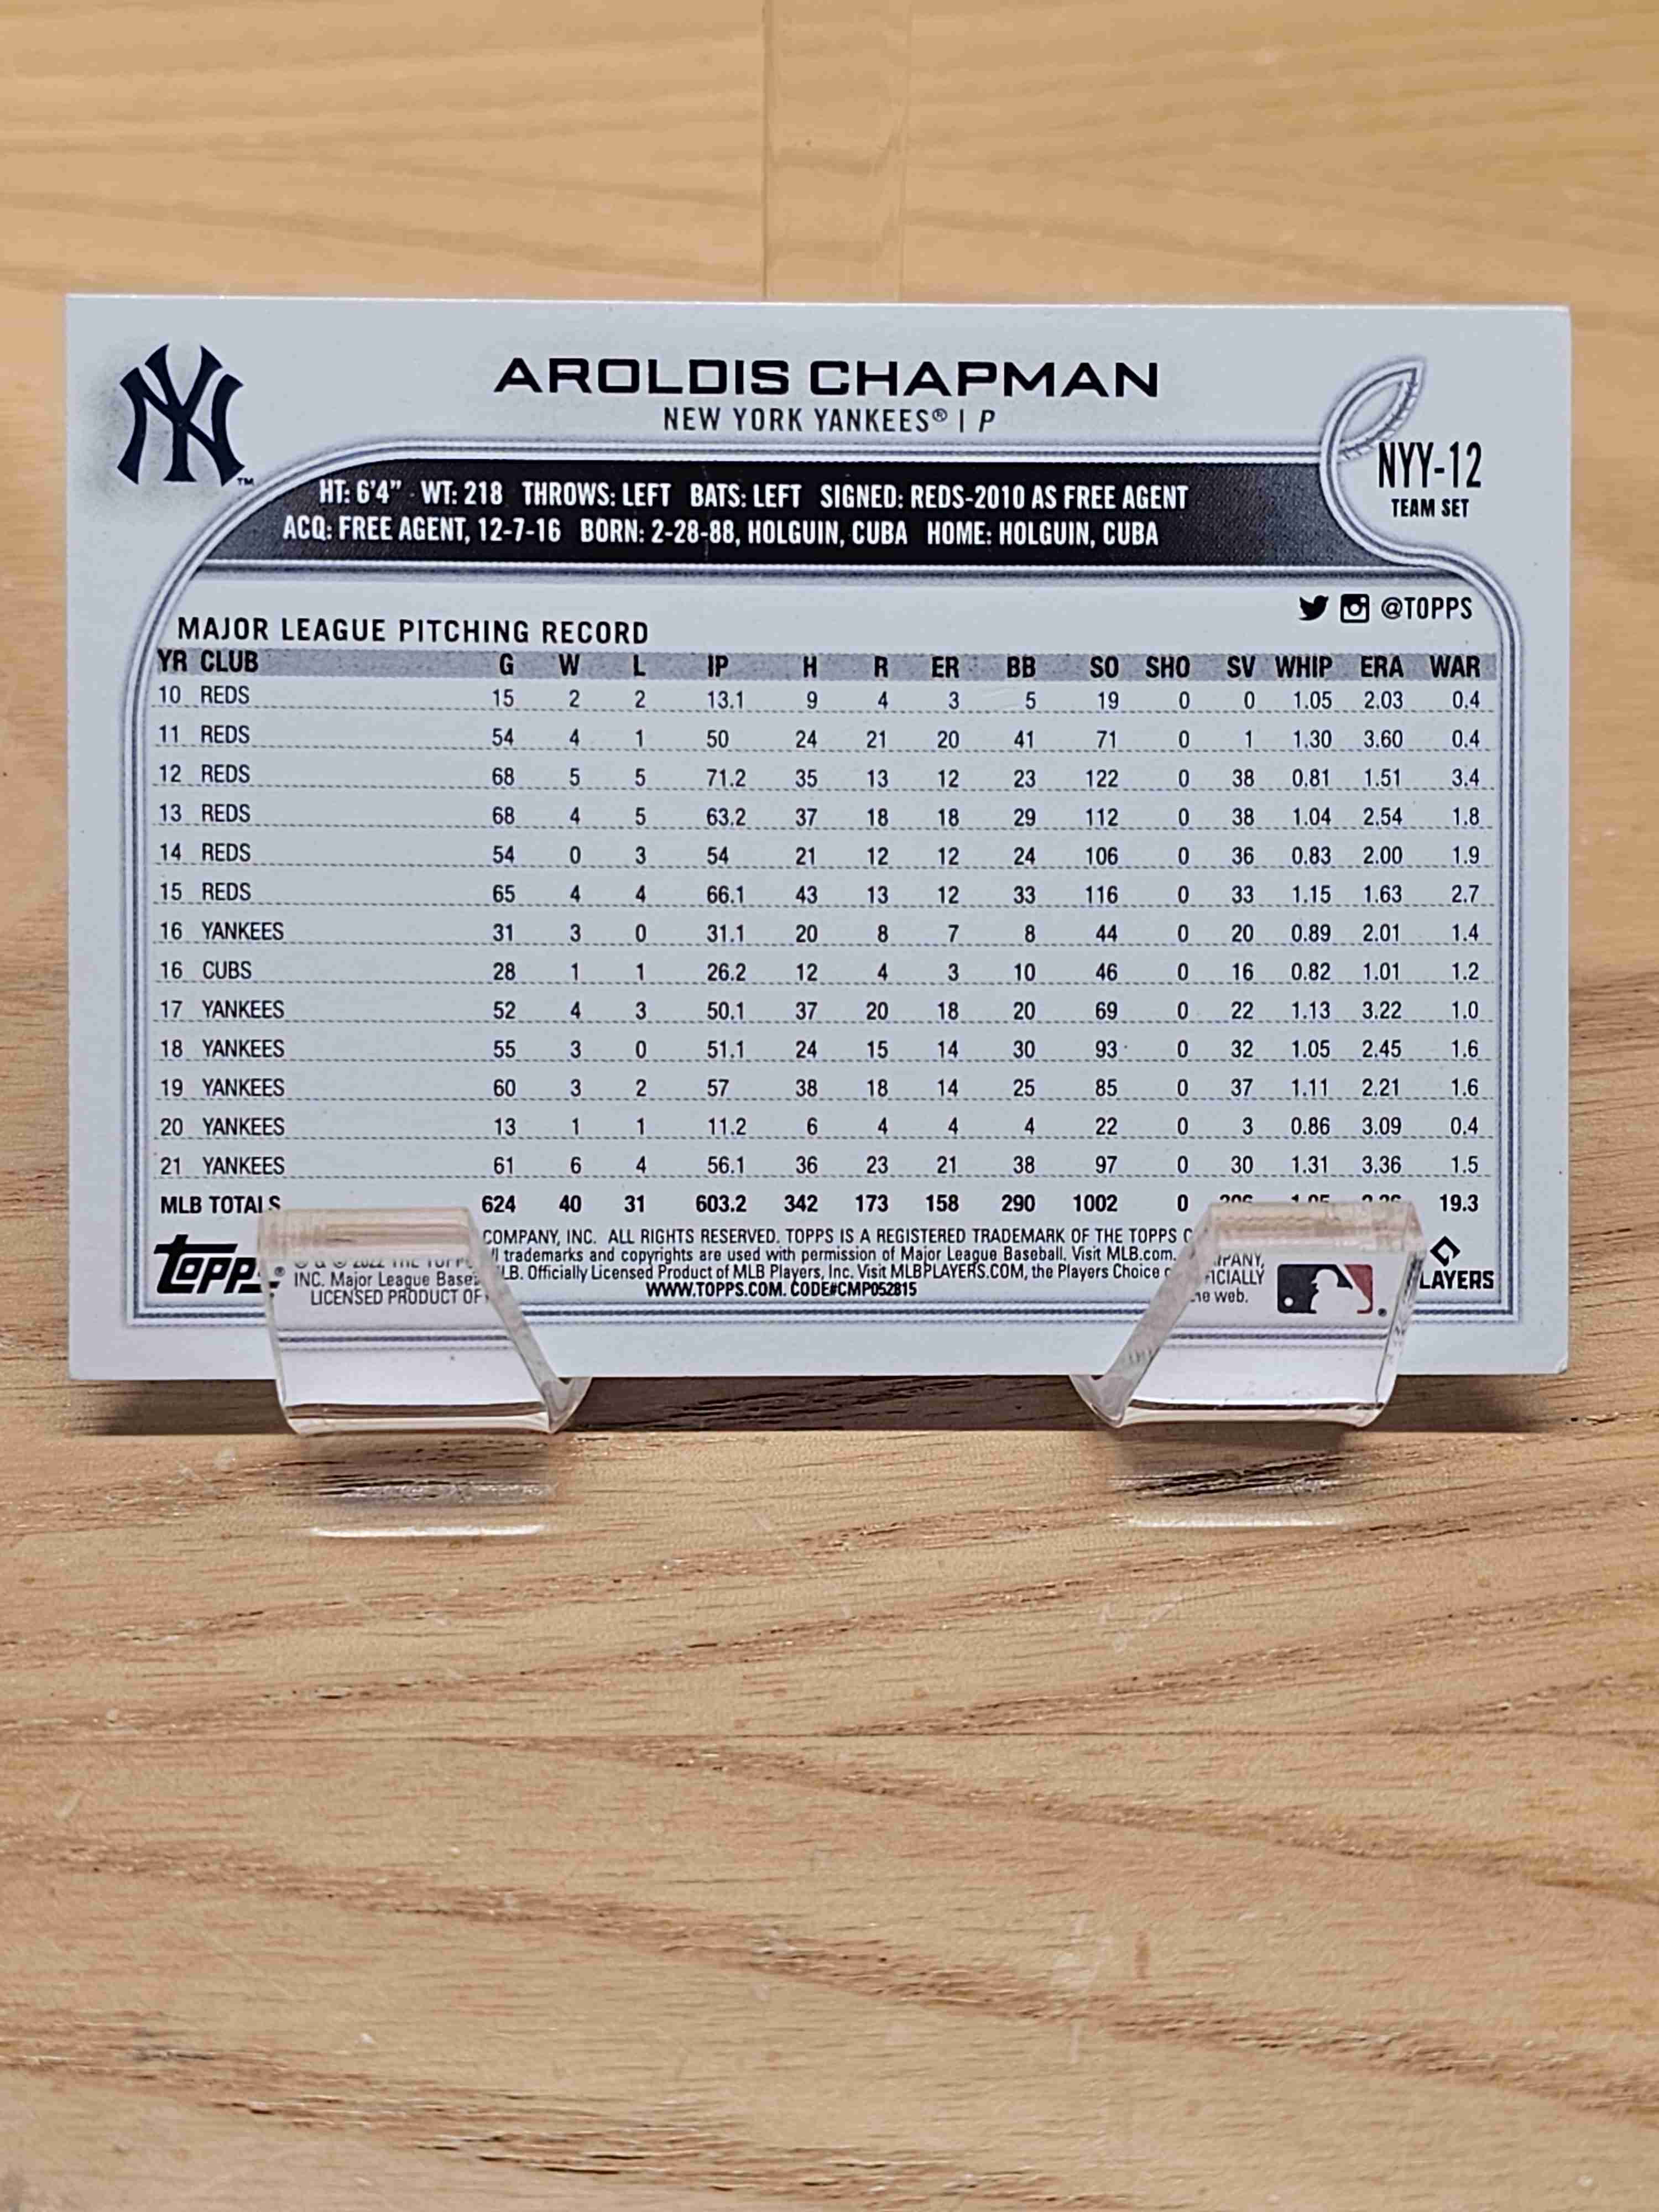 NY™
AROLDIS CHAPMAN
NEW YORK YANKEES® | P
NYY-12
TEAM SET
HT: 6'4" WT: 218 THROWS: LEFT BATS: LEFT SIGNED: REDS-2010 AS FREE AGENT
ACQ: FREE AGENT, 12-7-16 BORN: 2-28-88, HOLGUIN, CUBA HOME: HOLGUIN, CUBA
@TOPPS
MAJOR LEAGUE PITCHING RECORD
YR CLUB G W L IP H R ER BB SO SHO SV WHIP ERA WAR
10 REDS 15 2 2 13.1 9 4 3 5 19 0 0 1.05 2.03 0.4
11 REDS 54 4 1 50 24 21 20 41 71 0 1 1.30 3.60 0.4
12 REDS 68 5 5 71.2 35 13 12 23 122 0 38 0.81 1.51 3.4
13 REDS 68 4 5 63.2 37 18 18 29 112 0 38 1.04 2.54 1.8
14 REDS 54 0 3 54 21 12 12 24 106 0 36 0.83 2.00 1.9
15 REDS 65 4 4 66.1 43 13 12 33 116 0 33 1.15 1.63 2.7
16 YANKEES 31 3 0 31.1 20 8 7 8 44 0 20 0.89 2.01 1.4
16 CUBS 28 1 1 26.2 12 4 3 10 46 0 16 0.82 1.01 1.2
17 YANKEES 52 4 3 50.1 37 20 18 20 69 0 22 1.13 3.22 1.0
18 YANKEES 55 3 0 51.1 24 15 14 30 93 0 32 1.05 2.45 1.6
19 YANKEES 60 3 2 57 38 18 14 25 85 0 37 1.11 2.21 1.6
20 YANKEES 13 1 1 11.2 6 4 4 4 22 0 3 0.86 3.09 0.4
21 YANKEES 61 6 4 56.1 36 23 21 38 97 0 30 1.31 3.36 1.5
MLB TOTALS 624 40 31 603.2 342 173 158 290 1002 0 19.3
topps®
COMPANY, INC. ALL RIGHTS RESERVED. TOPPS IS A REGISTERED TRADEMARK OF THE TOPPS
trademarks and copyrights are used with permission of Major League Baseball. Visit MLB.com.
INC. Major League Officially Licensed Product of MLB Players, Inc. Visit MLBPLAYERS.COM, the Players Choice
LICENSED PRODUCT OF WWW.TOPPS.COM. CODE#CMP052815 web.